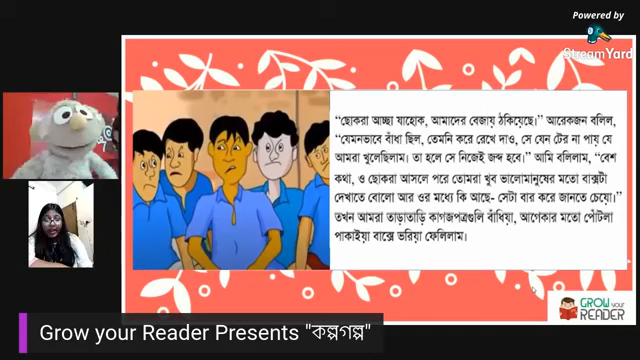 Powered by
StreamYard
“ছোকরা আচ্ছা যাহোক, আমাদের বেজায় ঠকিয়েছে।” আরেকজন বলিল,
“যেমনভাবে বাঁধা ছিল, তেমনি করে রেখে দাও, সে যেন টের না পায় যে
আমরা খুলেছিলাম। তা হলে সে নিজেই জব্দ হবে।” আমি বলিলাম, “বেশ
কথা, ও ছোকরা আসলে পরে তোমরা খুব ভালোমানুষের মতো বাক্সটা
দেখাতে বোলো আর ওর মধ্যে কি আছে- সেটা বার করে জানতে চেয়ো।”
তখন আমরা তাড়াতাড়ি কাগজপত্রগুলি বাঁধিয়া, আগেকার মতো পোঁটলা
পাকাইয়া বাক্সে ভরিয়া ফেলিলাম।
GROW your
READER
Grow your Reader Presents "কল্পগল্প"